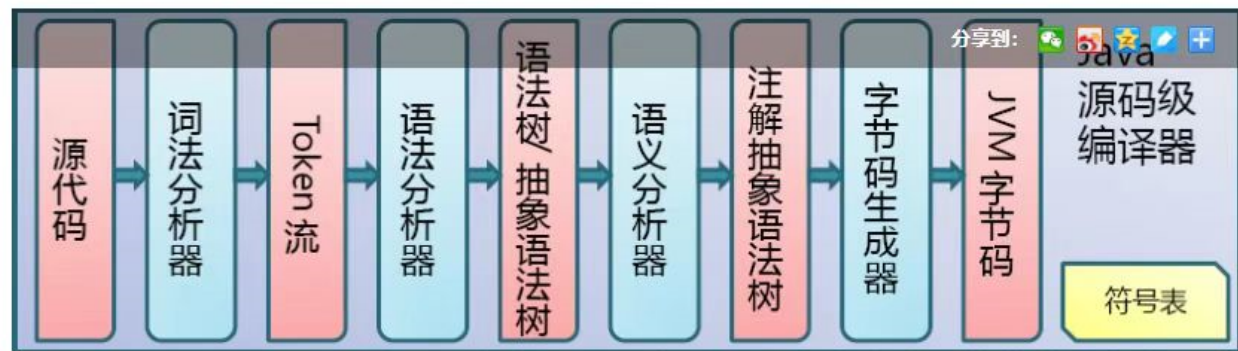 分享到:
源代码
词法分析器
Token 流
语法分析器
语法树/抽象语法树
语义分析器
注解抽象语法树
字节码生成器
JVM 字节码
Java
源码级
编译器
符号表